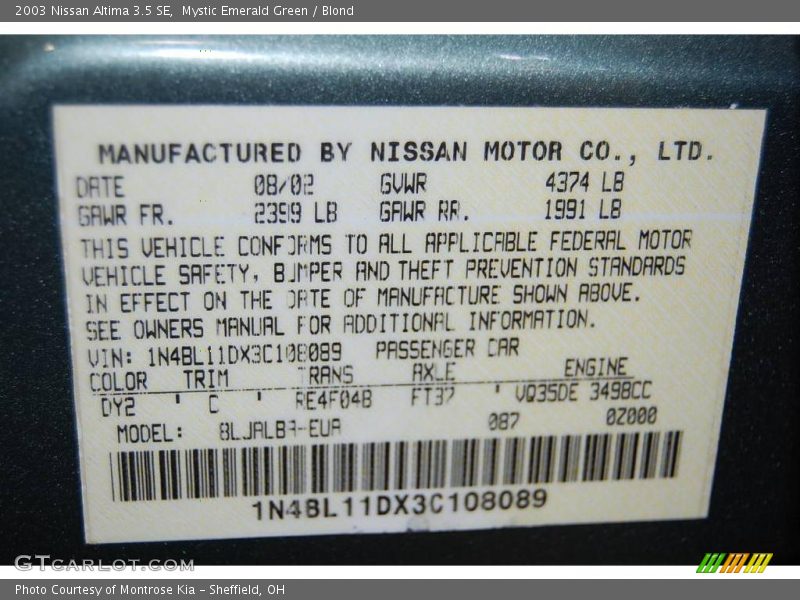 2003 Nissan Altima 3.5 SE,  Mystic Emerald Green / Blond
MANUFACTURED BY NISSAN MOTOR CO., LTD.
DATE 08/02 GVWR 4374 LB
GAWR FR. 2399 LB GAWR RR. 1991 LB
THIS VEHICLE CONFORMS TO ALL APPLICABLE FEDERAL MOTOR
VEHICLE SAFETY, BUMPER AND THEFT PREVENTION STANDARDS
IN EFFECT ON THE DATE OF MANUFACTURE SHOWN ABOVE.
SEE OWNERS MANUAL FOR ADDITIONAL INFORMATION.
VIN: 1N4BL11DX3C108089 PASSENGER CAR
COLOR TRIM TRANS AXLE ENGINE
DY2 ' C ' RE4F04B FT37 ' VQ35DE 3498CC
MODEL: BLJALBA-EUA 087 0Z000
1N4BL11DX3C108089
GTCARLOT.COM
Photo Courtesy of Montrose Kia – Sheffield, OH